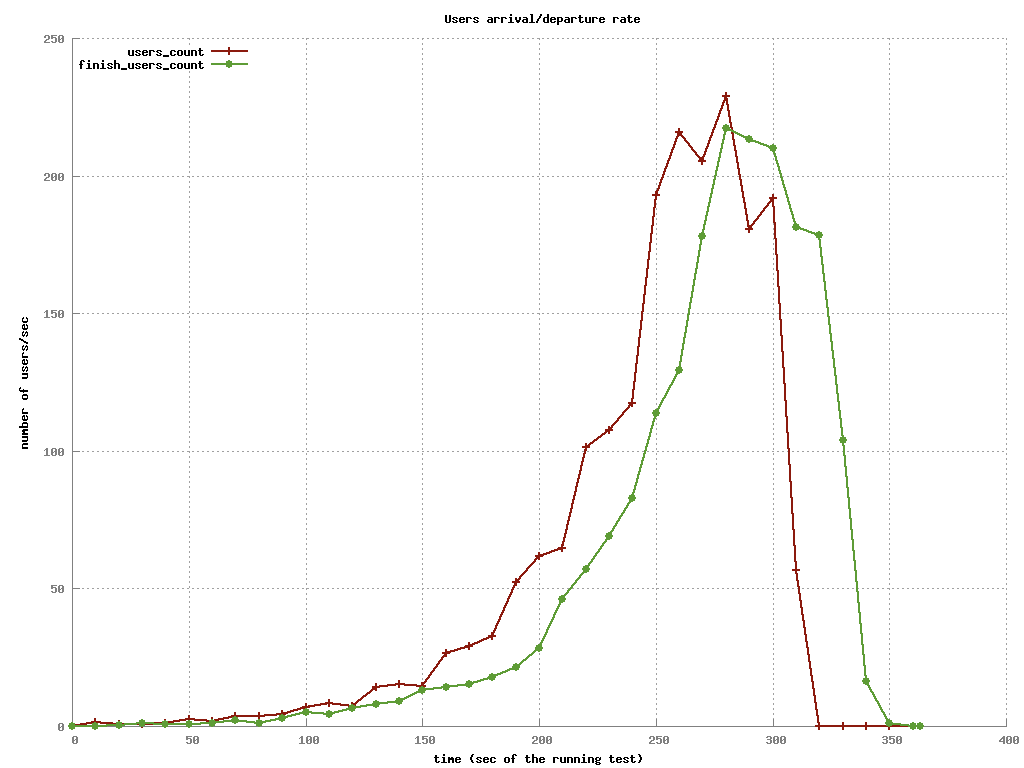 Users arrival/departure rate
users_count
finish_users_count
250
200
150
100
50
0
number of users/sec
0 50 100 150 200 250 300 350 400
time (sec of the running test)